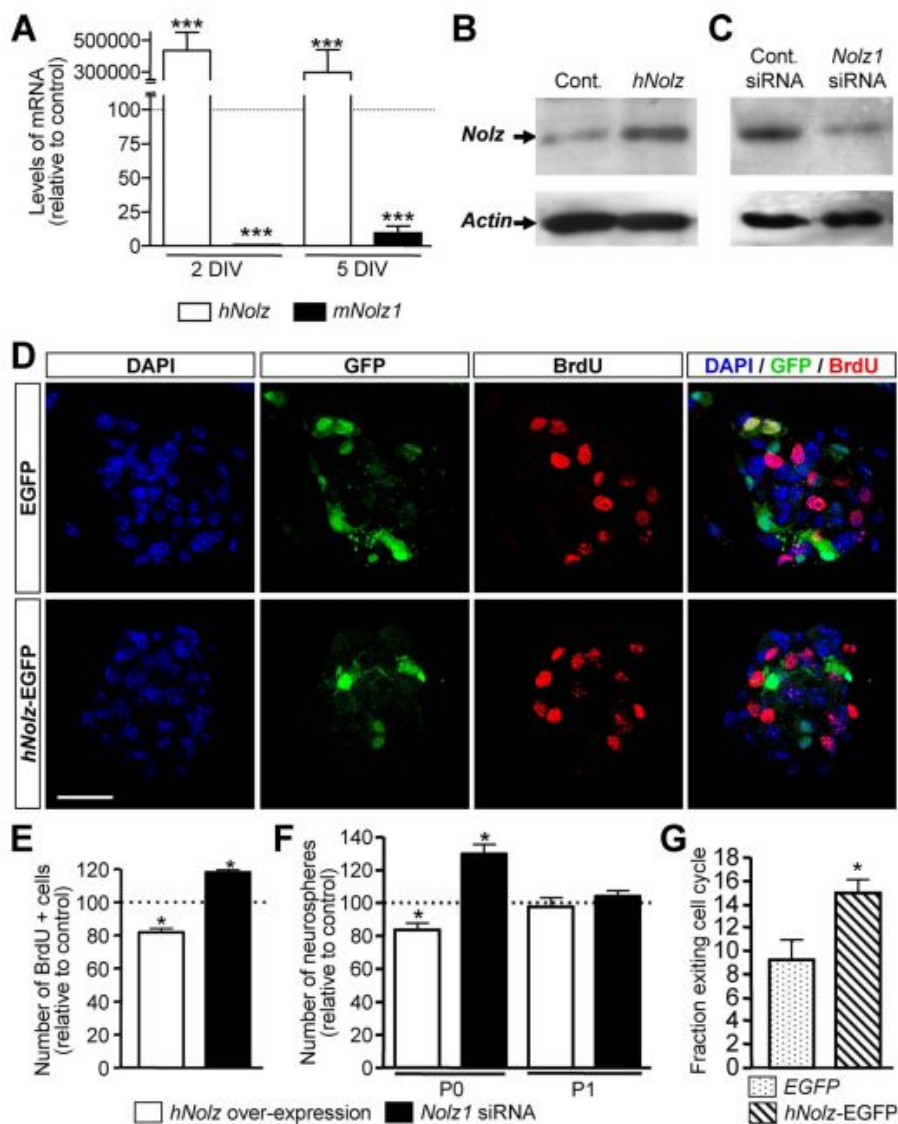 A
Levels of mRNA
(relative to control)
500000
300000
100
75
50
25
0
***
***
***
***
2 DIV
5 DIV
hNolz
mNolz1
B
Cont.
hNolz
Nolz
Actin
C
Cont.
siRNA
Nolz1
siRNA
D
DAPI
GFP
BrdU
DAPI / GFP / BrdU
EGFP
hNolz-EGFP
E
Number of BrdU + cells
(relative to control)
120
100
80
60
40
20
0
*
*
F
Number of neurospheres
(relative to control)
140
120
100
80
60
40
20
0
*
*
P0
P1
hNolz over-expression
Nolz1 siRNA
G
Fraction exiting cell cycle
18
16
14
12
10
8
6
4
2
0
*
EGFP
hNolz-EGFP